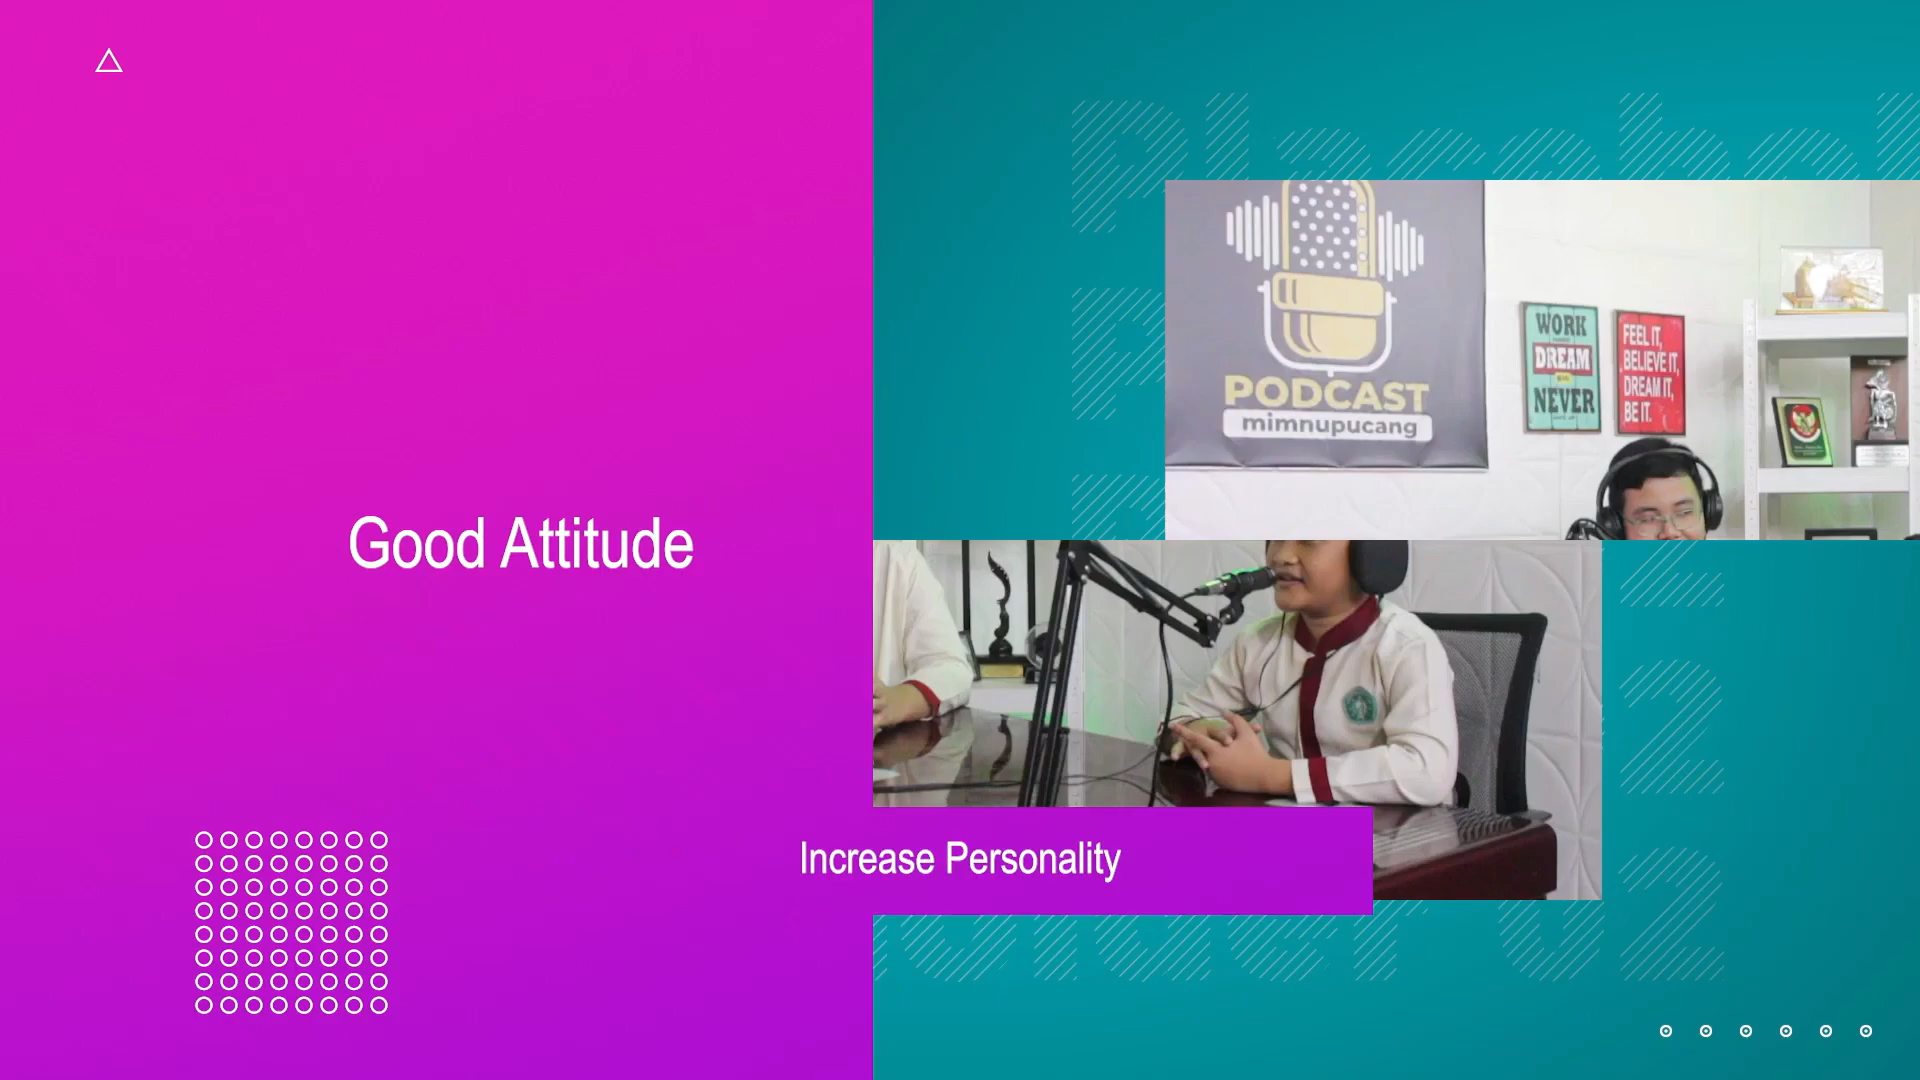 Good Attitude
Increase Personality
PODCAST
mimnupucang
WORK
DREAM
NEVER
FEEL IT,
BELIEVE IT,
DREAM IT,
BE IT.